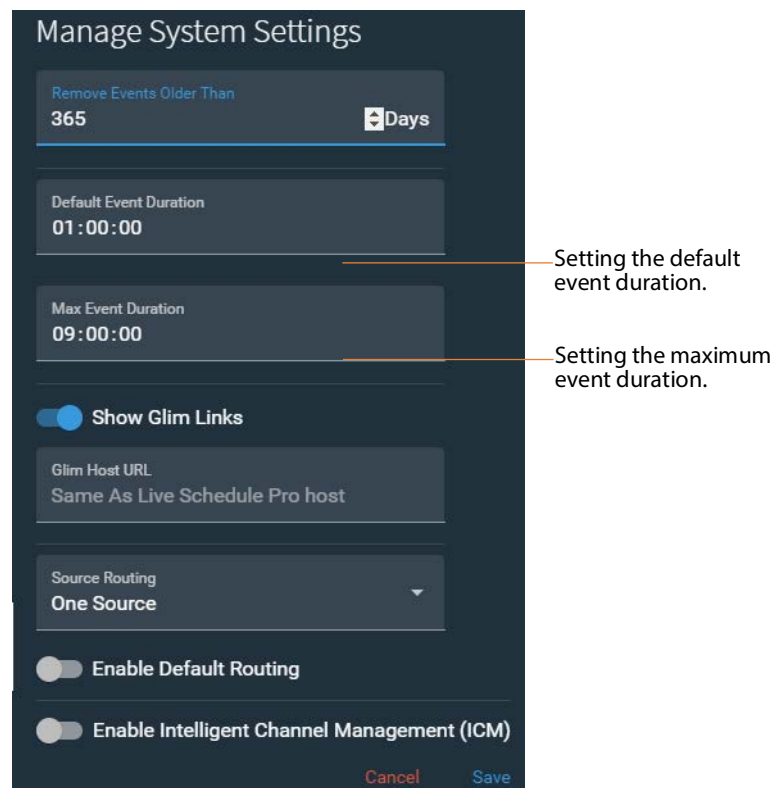 Manage System Settings
Remove Events Older Than
365 Days
Default Event Duration
01:00:00
Setting the default
event duration.
Max Event Duration
09:00:00
Setting the maximum
event duration.
Show Glim Links
Glim Host URL
Same As Live Schedule Pro host
Source Routing
One Source
Enable Default Routing
Enable Intelligent Channel Management (ICM)
Cancel Save